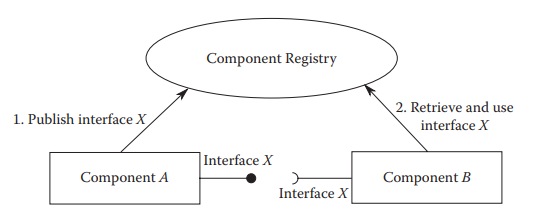 Component Registry
1. Publish interface X
2. Retrieve and use
interface X
Interface X
Component A
Component B
Interface X